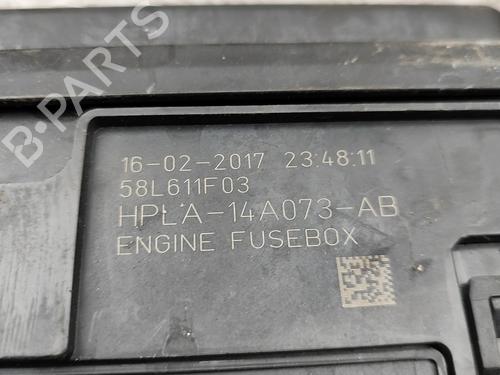 B-PARTS
16-02-2017 23:48:11
58L611F03
HPLA-14A073-AB
ENGINE FUSEBOX